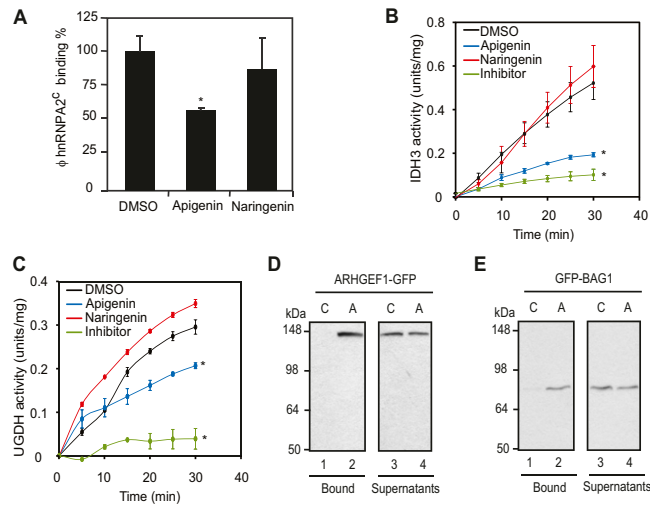 A
ϕ hnRNPA2ᶜ binding %
125
100
75
50
25
0
*
DMSO
Apigenin
Naringenin
B
IDH3 activity (units/mg)
DMSO
Apigenin
Naringenin
Inhibitor
0.6
0.4
0.2
0
*
*
0 10 20 30 40
Time (min)
C
UGDH activity (units/mg)
DMSO
Apigenin
Naringenin
Inhibitor
0.4
0.3
0.2
0.1
0
*
*
0 10 20 30 40
Time (min)
D
ARHGEF1-GFP
kDa C A C A
148
98
64
50
1 2 3 4
Bound Supernatants
E
GFP-BAG1
kDa C A C A
148
98
64
50
1 2 3 4
Bound Supernatants